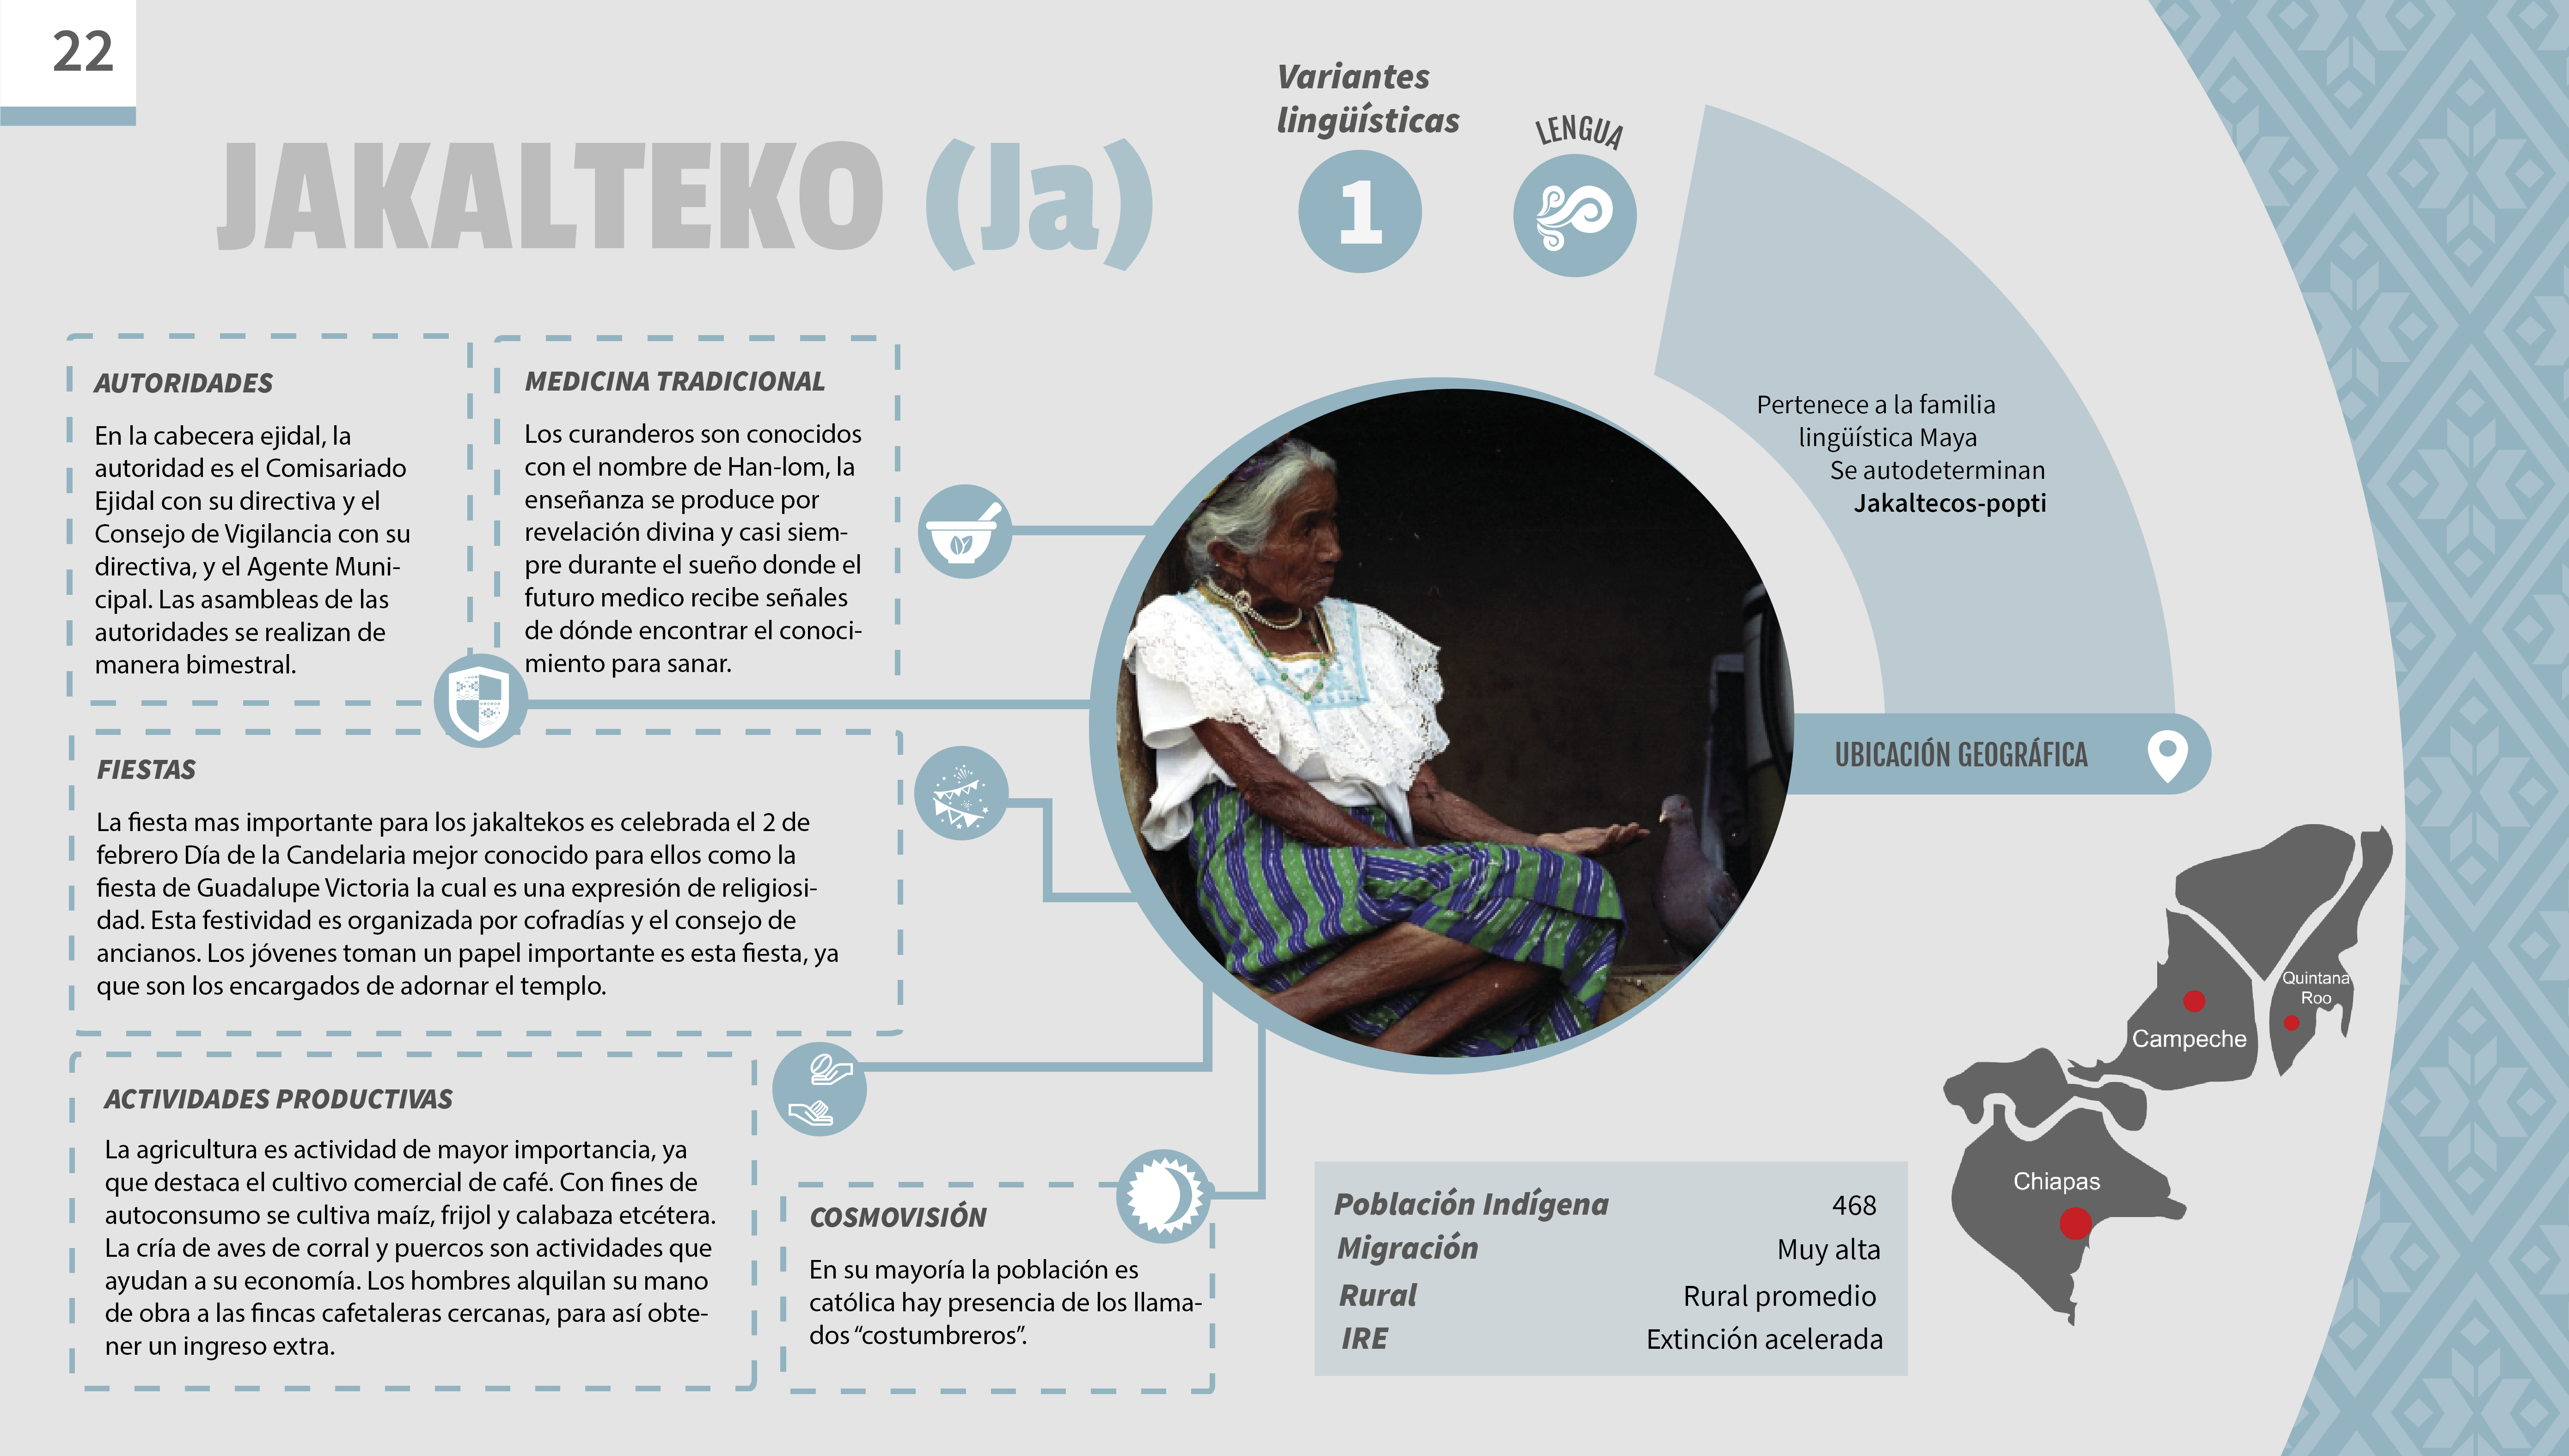 22
JAKALTEKO (Ja)
Variantes
lingüísticas
1
LENGUA
Pertenece a la familia
lingüística Maya
Se autodeterminan
Jakaltecos-popti
AUTORIDADES
En la cabecera ejidal, la
autoridad es el Comisariado
Ejidal con su directiva y el
Consejo de Vigilancia con su
directiva, y el Agente Muni-
cipal. Las asambleas de las
autoridades se realizan de
manera bimestral.
MEDICINA TRADICIONAL
Los curanderos son conocidos
con el nombre de Han-lom, la
enseñanza se produce por
revelación divina y casi siem-
pre durante el sueño donde el
futuro medico recibe señales
de dónde encontrar el conoci-
miento para sanar.
FIESTAS
La fiesta mas importante para los jakaltekos es celebrada el 2 de
febrero Día de la Candelaria mejor conocido para ellos como la
fiesta de Guadalupe Victoria la cual es una expresión de religiosi-
dad. Esta festividad es organizada por cofradías y el consejo de
ancianos. Los jóvenes toman un papel importante es esta fiesta, ya
que son los encargados de adornar el templo.
ACTIVIDADES PRODUCTIVAS
La agricultura es actividad de mayor importancia, ya
que destaca el cultivo comercial de café. Con fines de
autoconsumo se cultiva maíz, frijol y calabaza etcétera.
La cría de aves de corral y puercos son actividades que
ayudan a su economía. Los hombres alquilan su mano
de obra a las fincas cafetaleras cercanas, para así obte-
ner un ingreso extra.
COSMOVISIÓN
En su mayoría la población es
católica hay presencia de los llama-
dos “costumbreros”.
UBICACIÓN GEOGRÁFICA
Quintana
Roo
Campeche
Chiapas
Población Indígena 468
Migración Muy alta
Rural Rural promedio
IRE Extinción acelerada